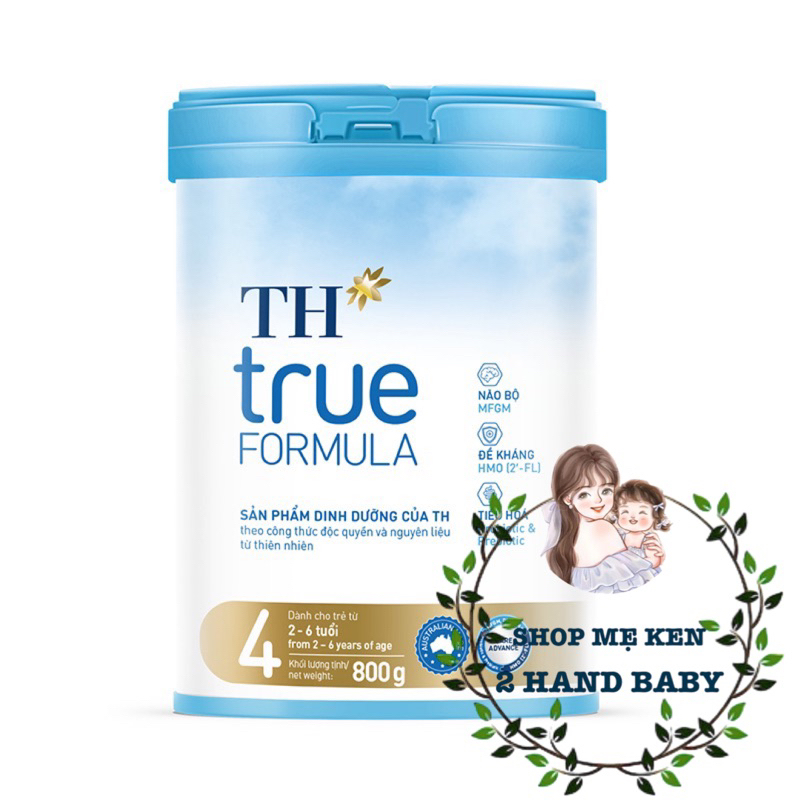 TH
true
FORMULA
SẢN PHẨM DINH DƯỠNG CỦA TH
theo công thức độc quyền và nguyên liệu
từ thiên nhiên
NÃO BỘ
MFGM
ĐỀ KHÁNG
HMO (2'-FL)
TIÊU HOÁ
4
Dành cho trẻ từ
2 - 6 tuổi
from 2 – 6 years of age
Khối lượng tịnh/
net weight:
800g
AUSTRALIAN
ADVANCE
SHOP MẸ KEN
2 HAND BABY